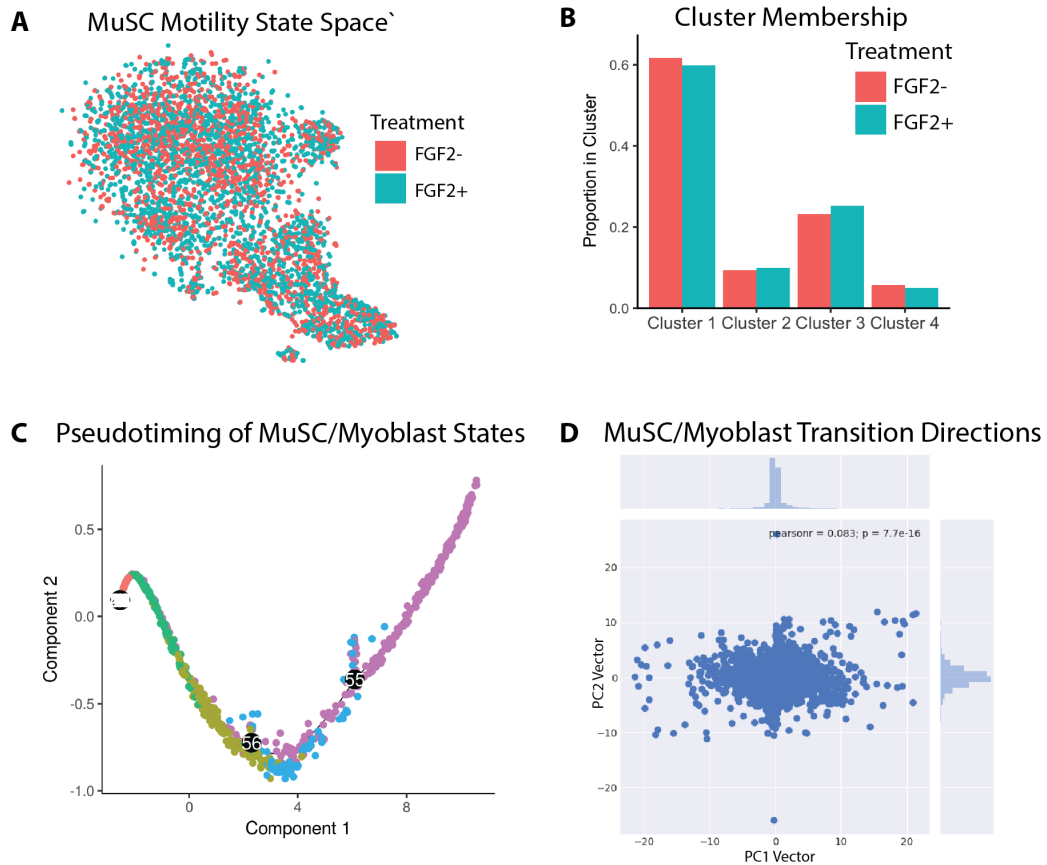 A
MuSC Motility State Space`
Treatment
FGF2-
FGF2+
B
Cluster Membership
Treatment
FGF2-
FGF2+
Proportion in Cluster
0.6
0.4
0.2
0.0
Cluster 1
Cluster 2
Cluster 3
Cluster 4
C
Pseudotiming of MuSC/Myoblast States
Component 2
0.5
0.0
-0.5
-1.0
55
56
0
4
8
Component 1
D
MuSC/Myoblast Transition Directions
pearsonr = 0.083; p = 7.7e-16
PC2 Vector
20
10
0
−10
−20
−20
−10
0
10
20
PC1 Vector